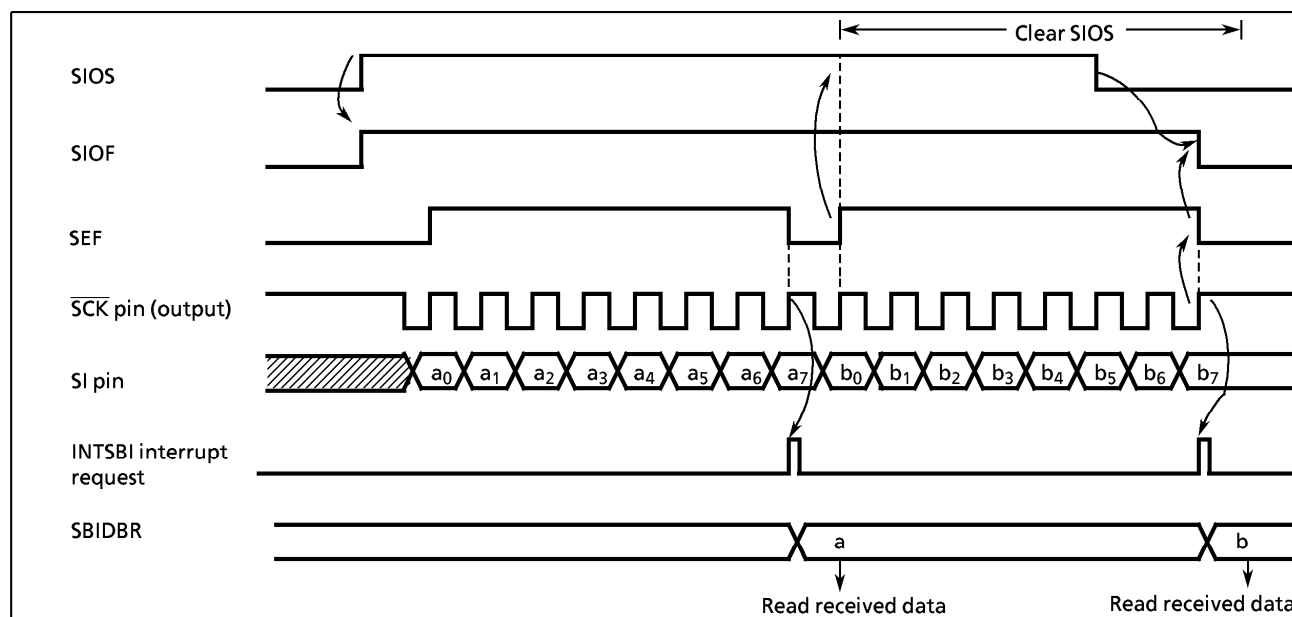 Clear SIOS
SIOS
SIOF
SEF
S̅C̅K̅ pin (output)
SI pin
a₀ a₁ a₂ a₃ a₄ a₅ a₆ a₇ b₀ b₁ b₂ b₃ b₄ b₅ b₆ b₇
INTSBI interrupt
request
SBIDBR
a b
Read received data Read received data